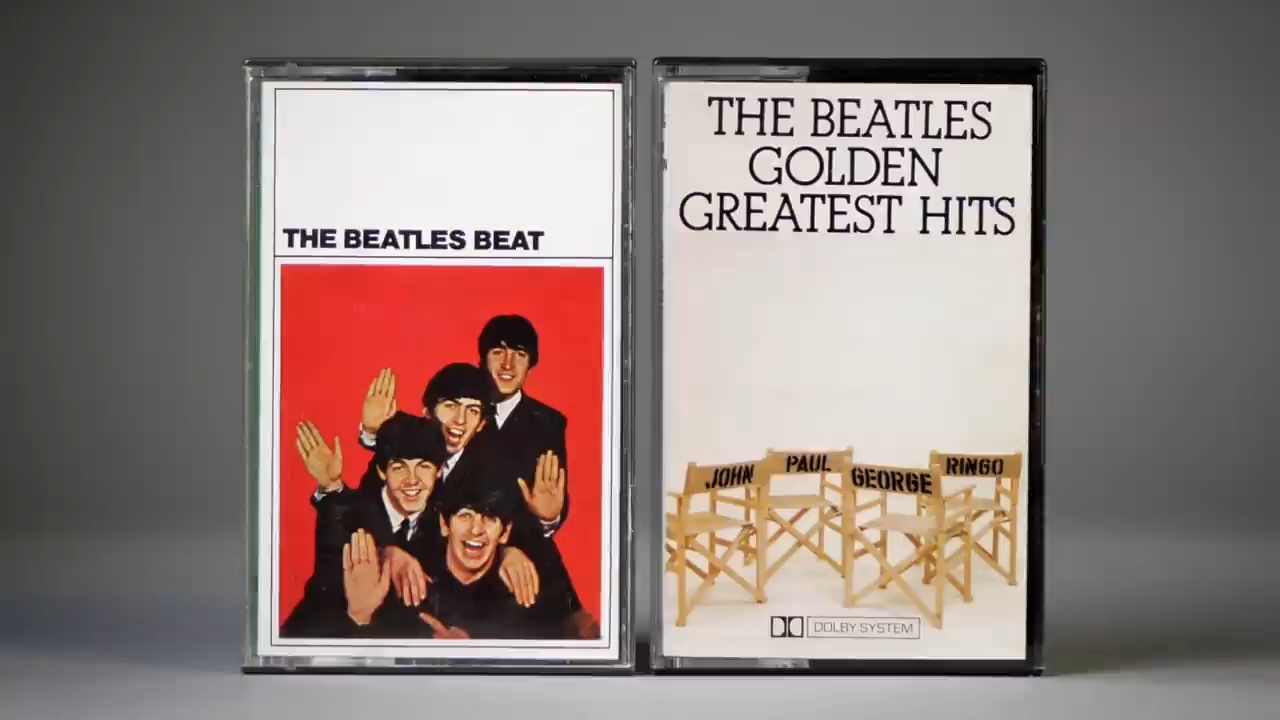 THE BEATLES BEAT
THE BEATLES
GOLDEN
GREATEST HITS
JOHN
PAUL
GEORGE
RINGO
DOLBY SYSTEM